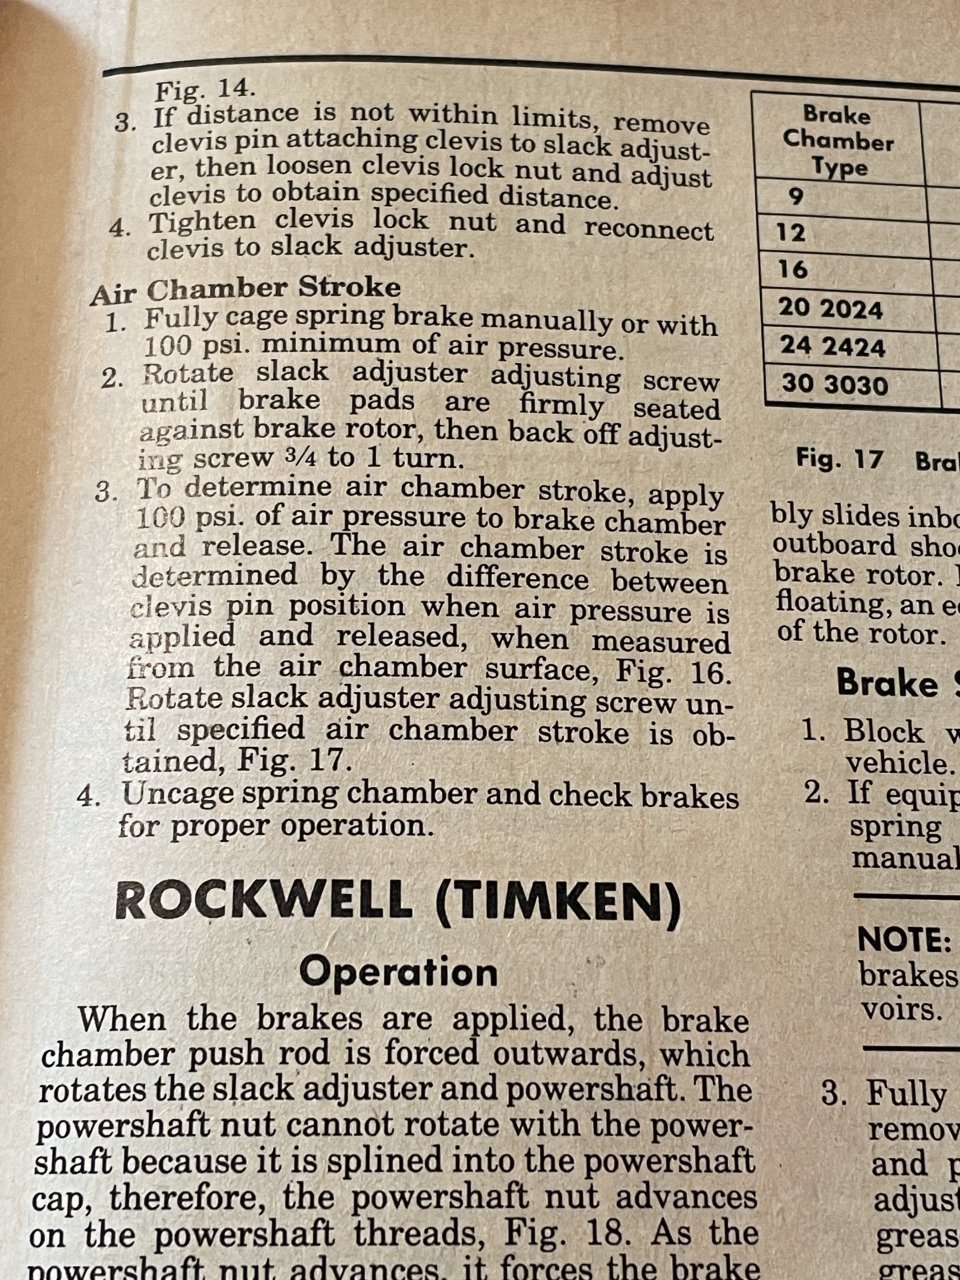 Fig. 14.
3. If distance is not within limits, remove
clevis pin attaching clevis to slack adjust-
er, then loosen clevis lock nut and adjust
clevis to obtain specified distance.
4. Tighten clevis lock nut and reconnect
clevis to slack adjuster.
Air Chamber Stroke
1. Fully cage spring brake manually or with
100 psi. minimum of air pressure.
2. Rotate slack adjuster adjusting screw
until brake pads are firmly seated
against brake rotor, then back off adjust-
ing screw 3/4 to 1 turn.
3. To determine air chamber stroke, apply
100 psi. of air pressure to brake chamber
and release. The air chamber stroke is
determined by the difference between
clevis pin position when air pressure is
applied and released, when measured
from the air chamber surface, Fig. 16.
Rotate slack adjuster adjusting screw un-
til specified air chamber stroke is ob-
tained, Fig. 17.
4. Uncage spring chamber and check brakes
for proper operation.
ROCKWELL (TIMKEN)
Operation
When the brakes are applied, the brake
chamber push rod is forced outwards, which
rotates the slack adjuster and powershaft. The
powershaft nut cannot rotate with the power-
shaft because it is splined into the powershaft
cap, therefore, the powershaft nut advances
on the powershaft threads, Fig. 18. As the
powershaft nut advances, it forces the brake
Brake
Chamber
Type
9
12
16
20 2024
24 2424
30 3030
Fig. 17
bly slides
outboard
brake rotor.
floating, an
of the rotor.
Brake
1. Block
vehicle.
2. If
spring
NOTE:
brakes
voirs.
3. Fully
and